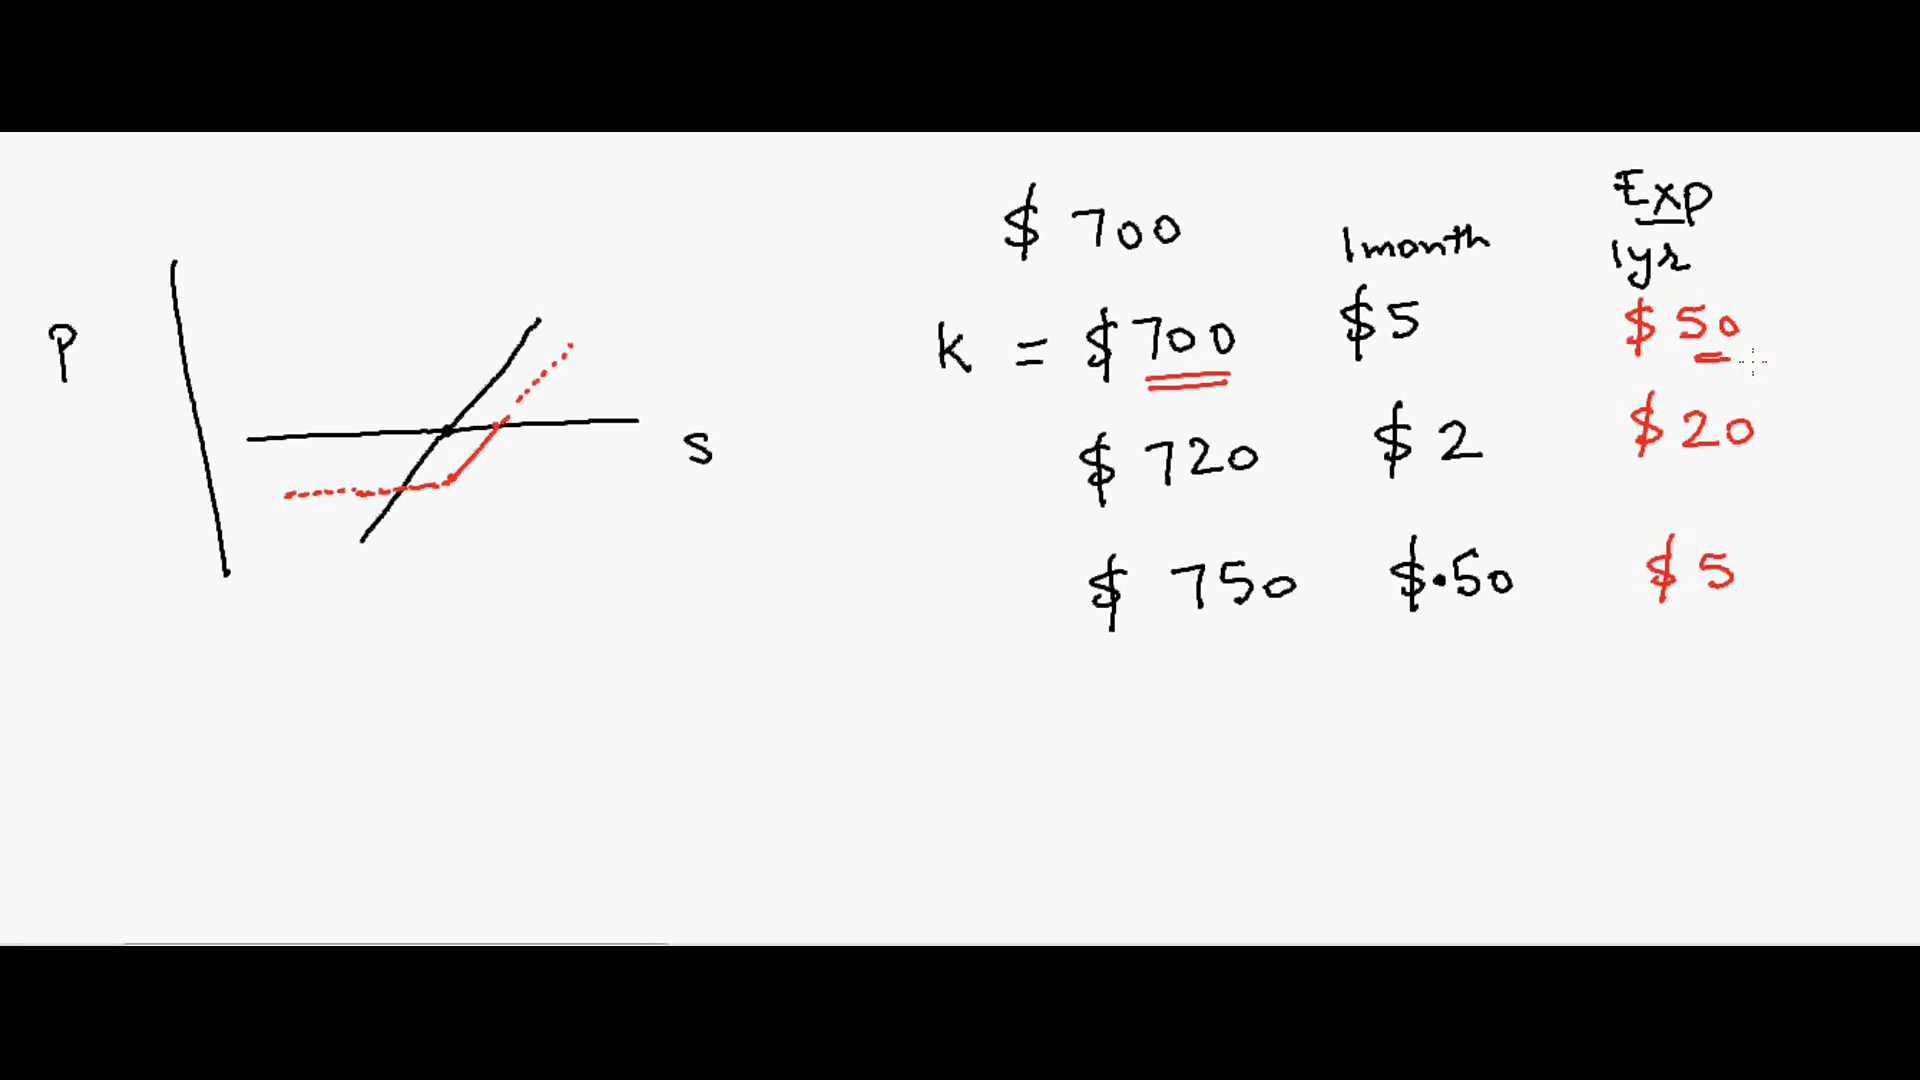 P
S
$ 700
1month
Exp
1yr
k = $700 $5 $50
$ 720 $ 2 $ 20
$ 750 $.50 $ 5